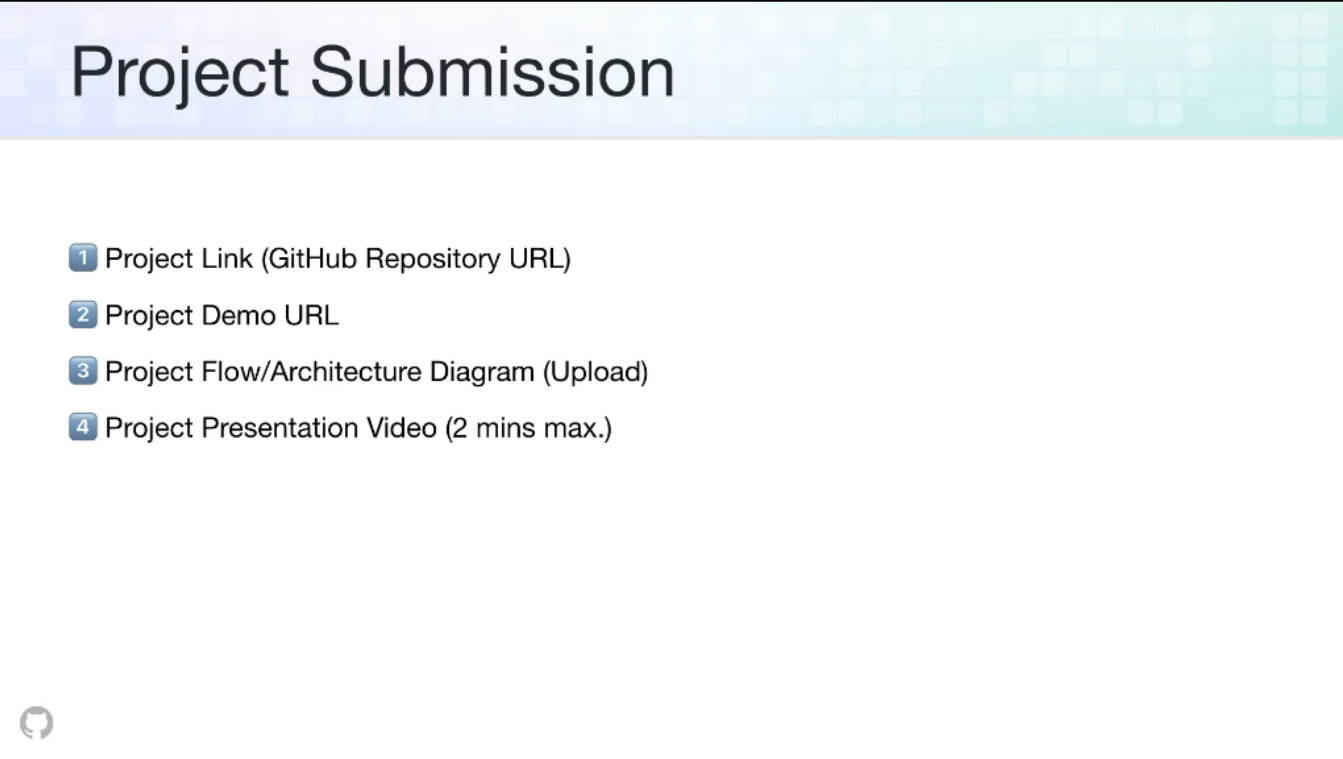 Project Submission
1️⃣ Project Link (GitHub Repository URL)
2️⃣ Project Demo URL
3️⃣ Project Flow/Architecture Diagram (Upload)
4️⃣ Project Presentation Video (2 mins max.)